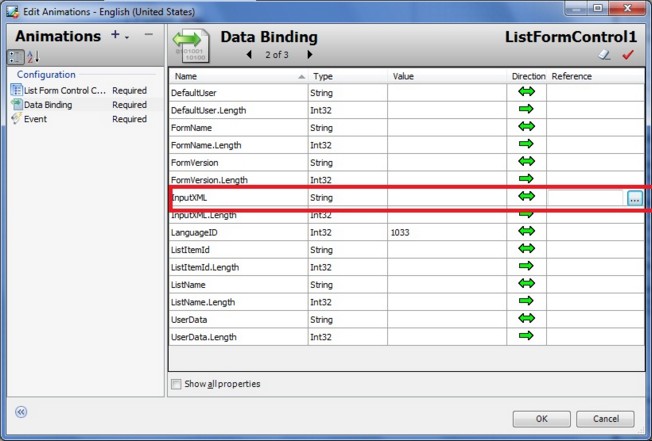 Edit Animations - English (United States)
Animations
Configuration
List Form Control C... Required
Data Binding Required
Event Required
Data Binding ListFormControl1
2 of 3
Name Type Value Direction Reference
DefaultUser String
DefaultUser.Length Int32
FormName String
FormName.Length Int32
FormVersion String
FormVersion.Length Int32
InputXML String ...
InputXML.Length Int32
LanguageID Int32 1033
ListItemId String
ListItemId.Length Int32
ListName String
ListName.Length Int32
UserData String
UserData.Length Int32
Show all properties
OK Cancel